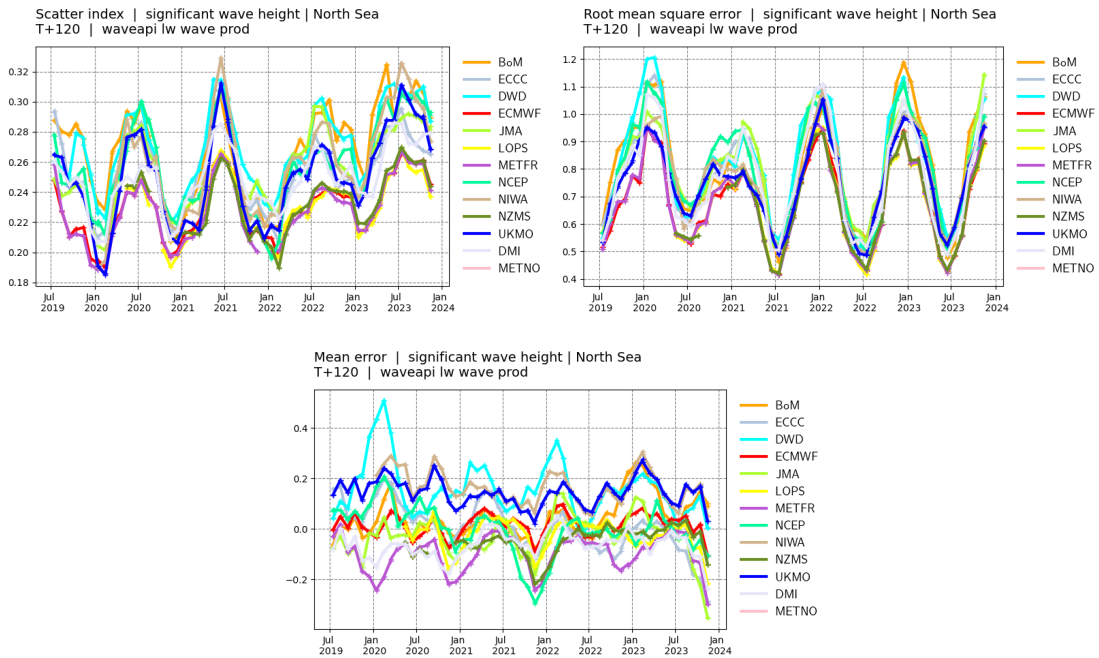 Scatter index | significant wave height | North Sea
T+120 | waveapi lw wave prod
0.32
0.30
0.28
0.26
0.24
0.22
0.20
0.18
Jul 2019
Jan 2020
Jul 2020
Jan 2021
Jul 2021
Jan 2022
Jul 2022
Jan 2023
Jul 2023
Jan 2024
BoM
ECCC
DWD
ECMWF
JMA
LOPS
METFR
NCEP
NIWA
NZMS
UKMO
DMI
METNO
Root mean square error | significant wave height | North Sea
T+120 | waveapi lw wave prod
1.2
1.1
1.0
0.9
0.8
0.7
0.6
0.5
0.4
Jul 2019
Jan 2020
Jul 2020
Jan 2021
Jul 2021
Jan 2022
Jul 2022
Jan 2023
Jul 2023
Jan 2024
BoM
ECCC
DWD
ECMWF
JMA
LOPS
METFR
NCEP
NIWA
NZMS
UKMO
DMI
METNO
Mean error | significant wave height | North Sea
T+120 | waveapi lw wave prod
0.4
0.2
0.0
−0.2
Jul 2019
Jan 2020
Jul 2020
Jan 2021
Jul 2021
Jan 2022
Jul 2022
Jan 2023
Jul 2023
Jan 2024
BoM
ECCC
DWD
ECMWF
JMA
LOPS
METFR
NCEP
NIWA
NZMS
UKMO
DMI
METNO